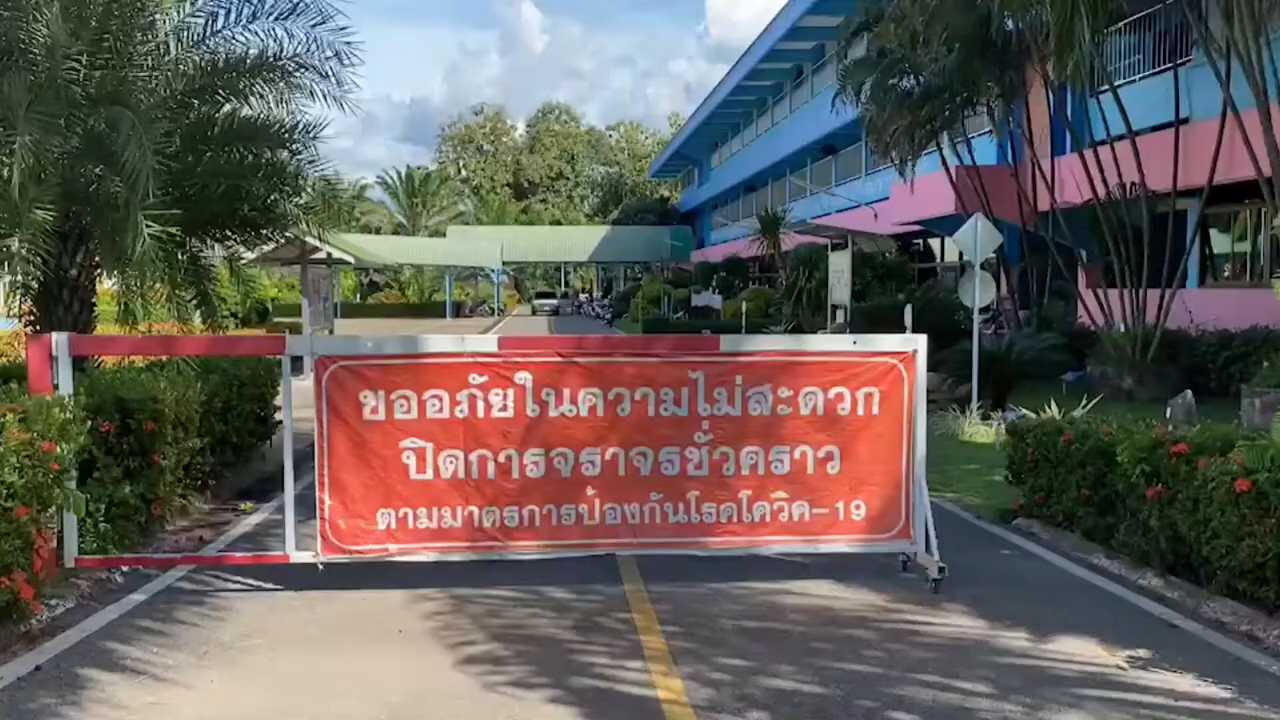 ขออภัยในความไม่สะดวก
ปิดการจราจรชั่วคราว
ตามมาตรการป้องกันโรคโควิค-19